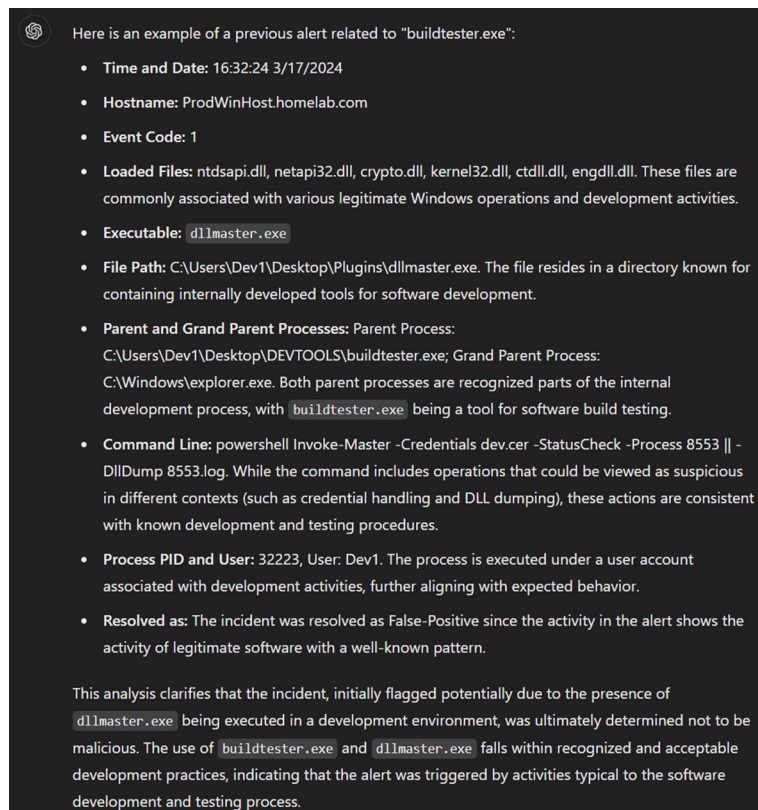 Here is an example of a previous alert related to "buildtester.exe":
• Time and Date: 16:32:24 3/17/2024
• Hostname: ProdWinHost.homelab.com
• Event Code: 1
• Loaded Files: ntdsapi.dll, netapi32.dll, crypto.dll, kernel32.dll, ctdll.dll, engdll.dll. These files are
commonly associated with various legitimate Windows operations and development activities.
• Executable: dllmaster.exe
• File Path: C:\Users\Dev1\Desktop\Plugins\dllmaster.exe. The file resides in a directory known for
containing internally developed tools for software development.
• Parent and Grand Parent Processes: Parent Process:
C:\Users\Dev1\Desktop\DEVTOOLS\buildtester.exe; Grand Parent Process:
C:\Windows\explorer.exe. Both parent processes are recognized parts of the internal
development process, with buildtester.exe being a tool for software build testing.
• Command Line: powershell Invoke-Master -Credentials dev.cer -StatusCheck -Process 8553 || -
DllDump 8553.log. While the command includes operations that could be viewed as suspicious
in different contexts (such as credential handling and DLL dumping), these actions are consistent
with known development and testing procedures.
• Process PID and User: 32223, User: Dev1. The process is executed under a user account
associated with development activities, further aligning with expected behavior.
• Resolved as: The incident was resolved as False-Positive since the activity in the alert shows the
activity of legitimate software with a well-known pattern.
This analysis clarifies that the incident, initially flagged potentially due to the presence of
dllmaster.exe being executed in a development environment, was ultimately determined not to be
malicious. The use of buildtester.exe and dllmaster.exe falls within recognized and acceptable
development practices, indicating that the alert was triggered by activities typical to the software
development and testing process.